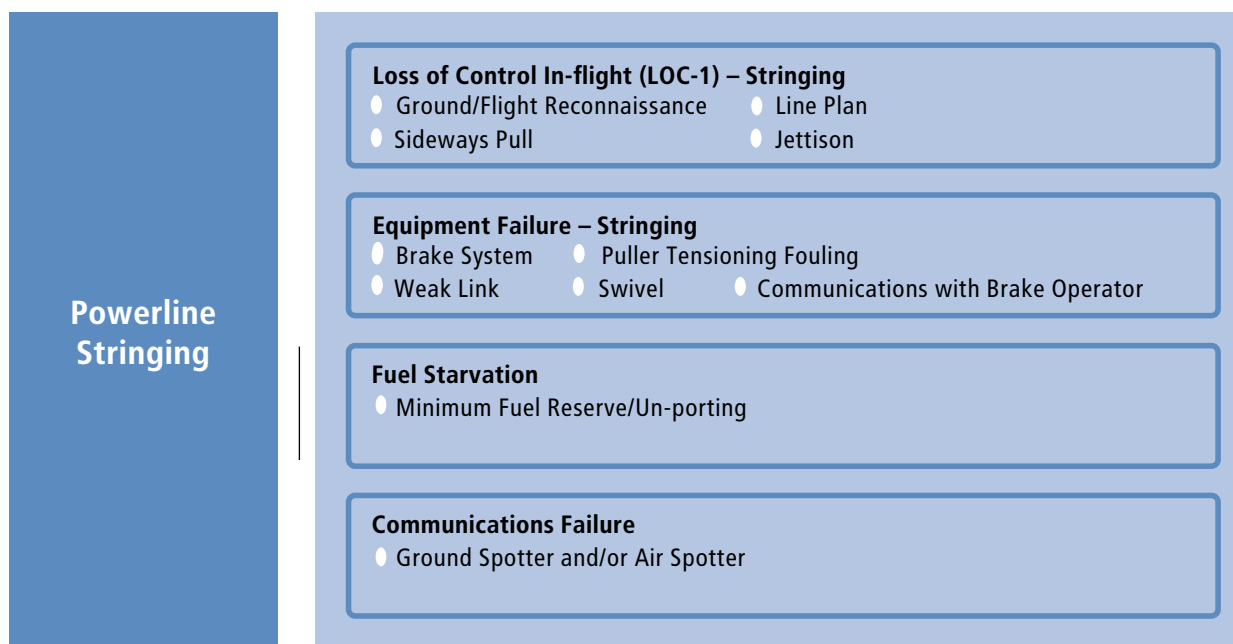 Powerline
Stringing
Loss of Control In-flight (LOC-1) – Stringing
Ground/Flight Reconnaissance Line Plan
Sideways Pull Jettison
Equipment Failure – Stringing
Brake System Puller Tensioning Fouling
Weak Link Swivel Communications with Brake Operator
Fuel Starvation
Minimum Fuel Reserve/Un-porting
Communications Failure
Ground Spotter and/or Air Spotter